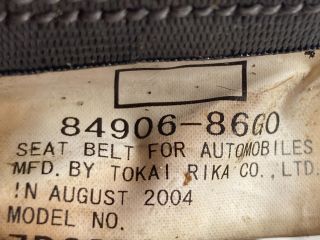 84906-86G0
SEAT BELT FOR AUTOMOBILES
MFD. BY TOKAI RIKA CO., LTD.
IN AUGUST 2004
MODEL NO.